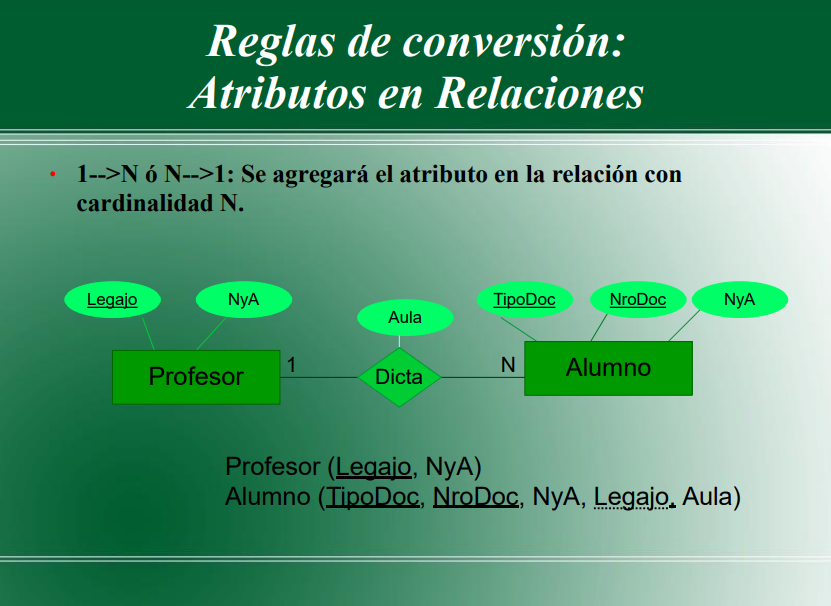 Reglas de conversión:
Atributos en Relaciones
• 1-->N ó N-->1: Se agregará el atributo en la relación con
cardinalidad N.
Legajo NyA Aula TipoDoc NroDoc NyA
Profesor 1 Dicta N Alumno
Profesor (Legajo, NyA)
Alumno (TipoDoc, NroDoc, NyA, Legajo, Aula)